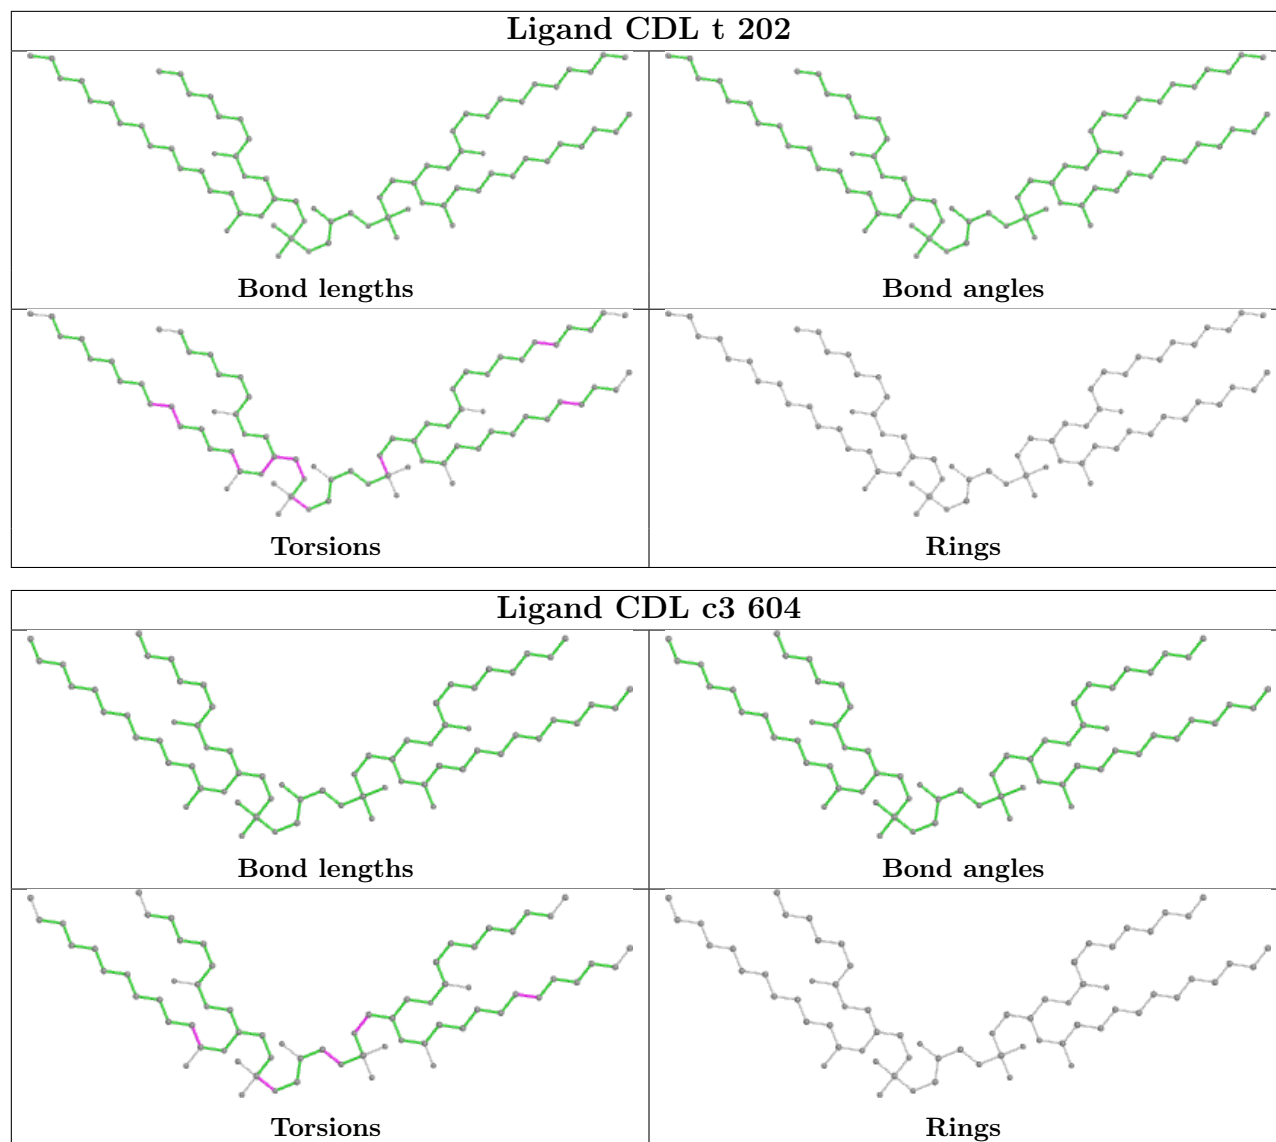 Ligand CDL t 202
Bond lengths
Bond angles
Torsions
Rings
Ligand CDL c3 604
Bond lengths
Bond angles
Torsions
Rings